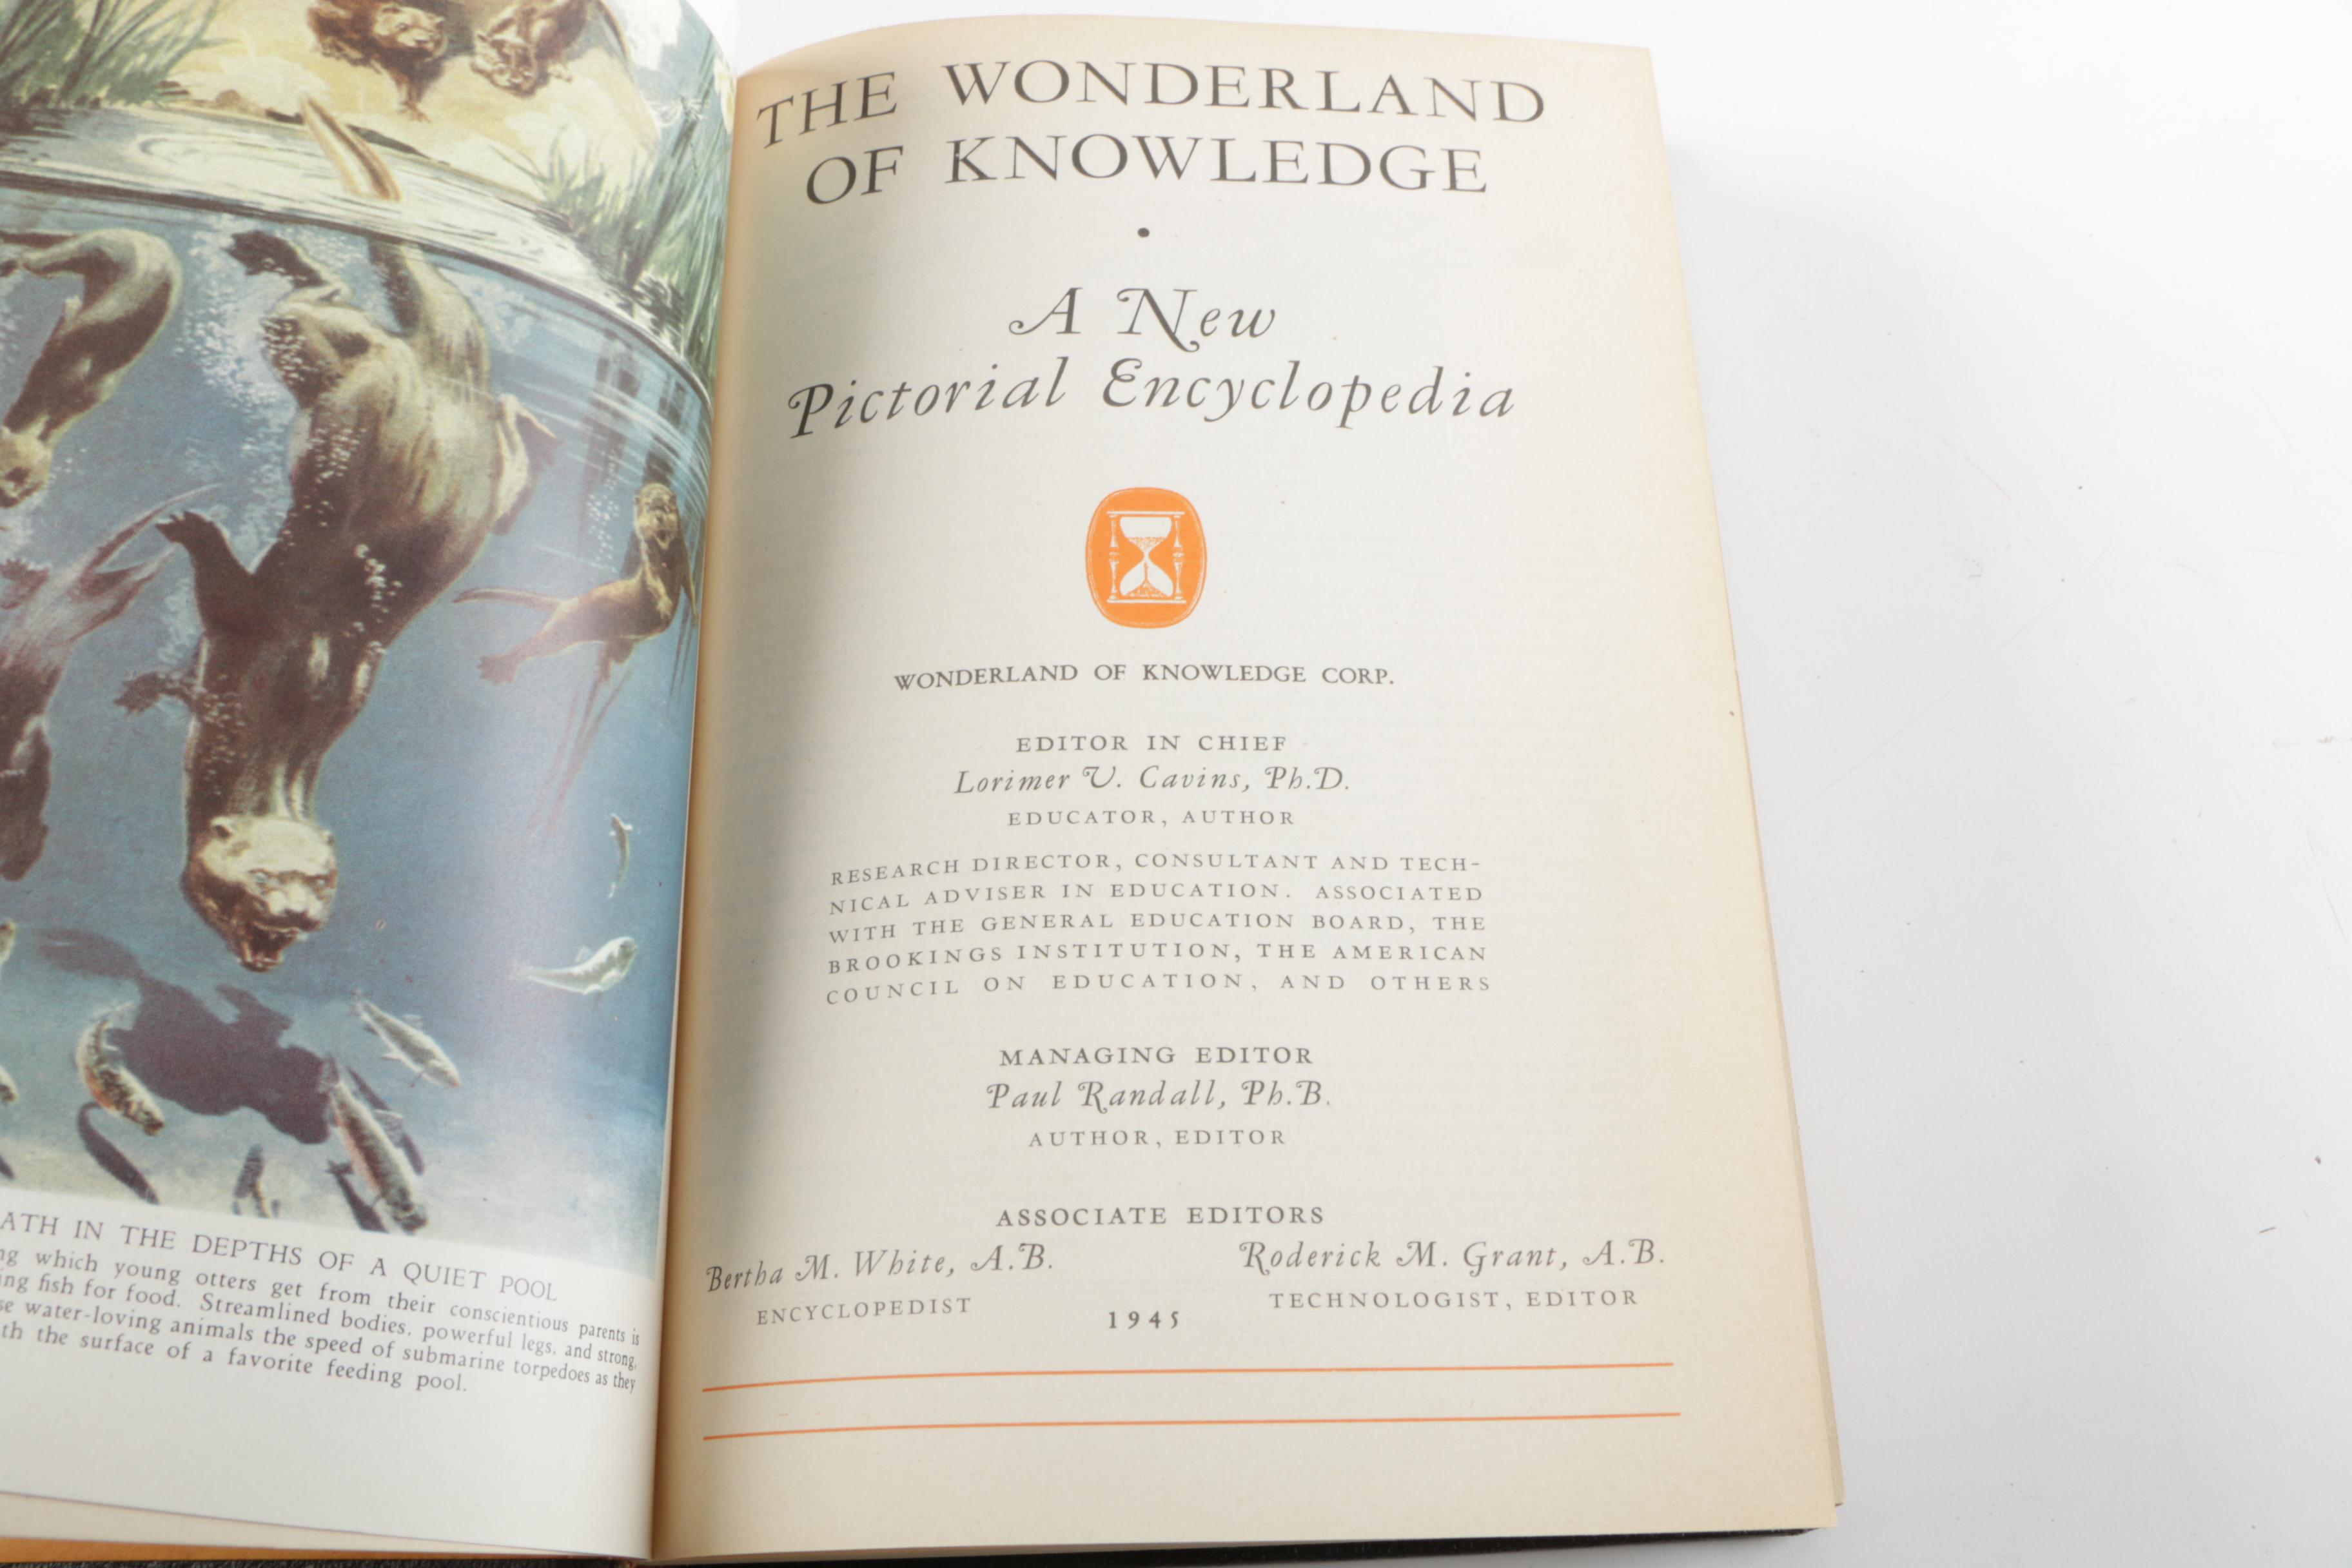 ATH IN THE DEPTHS OF A QUIET POOL
which young otters get from their conscientious parents is
fish for food. Streamlined bodies, powerful legs, and strong,
water-loving animals the speed of submarine torpedoes as they
the surface of a favorite feeding pool.
THE WONDERLAND
OF KNOWLEDGE
•
A New
Pictorial Encyclopedia
WONDERLAND OF KNOWLEDGE CORP.
EDITOR IN CHIEF
Lorimer V. Cavins, Ph.D.
EDUCATOR, AUTHOR
RESEARCH DIRECTOR, CONSULTANT AND TECH-
NICAL ADVISER IN EDUCATION. ASSOCIATED
WITH THE GENERAL EDUCATION BOARD, THE
BROOKINGS INSTITUTION, THE AMERICAN
COUNCIL ON EDUCATION, AND OTHERS
MANAGING EDITOR
Paul Randall, Ph.B.
AUTHOR, EDITOR
ASSOCIATE EDITORS
Bertha M. White, A.B. Roderick M. Grant, A.B.
ENCYCLOPEDIST TECHNOLOGIST, EDITOR
1945